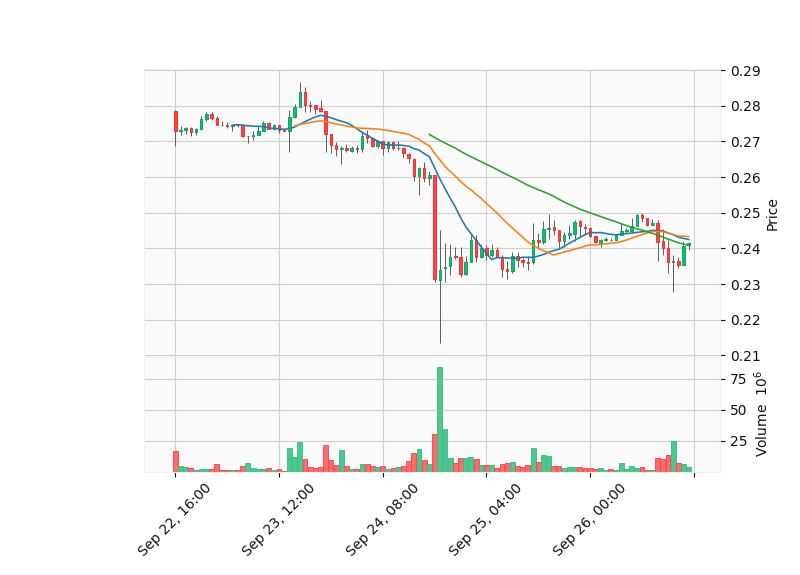 0.29
0.28
0.27
0.26
0.25
0.24
0.23
0.22
0.21
Price
75
50
25
Volume 10^6
Sep 22, 16:00
Sep 23, 12:00
Sep 24, 08:00
Sep 25, 04:00
Sep 26, 00:00